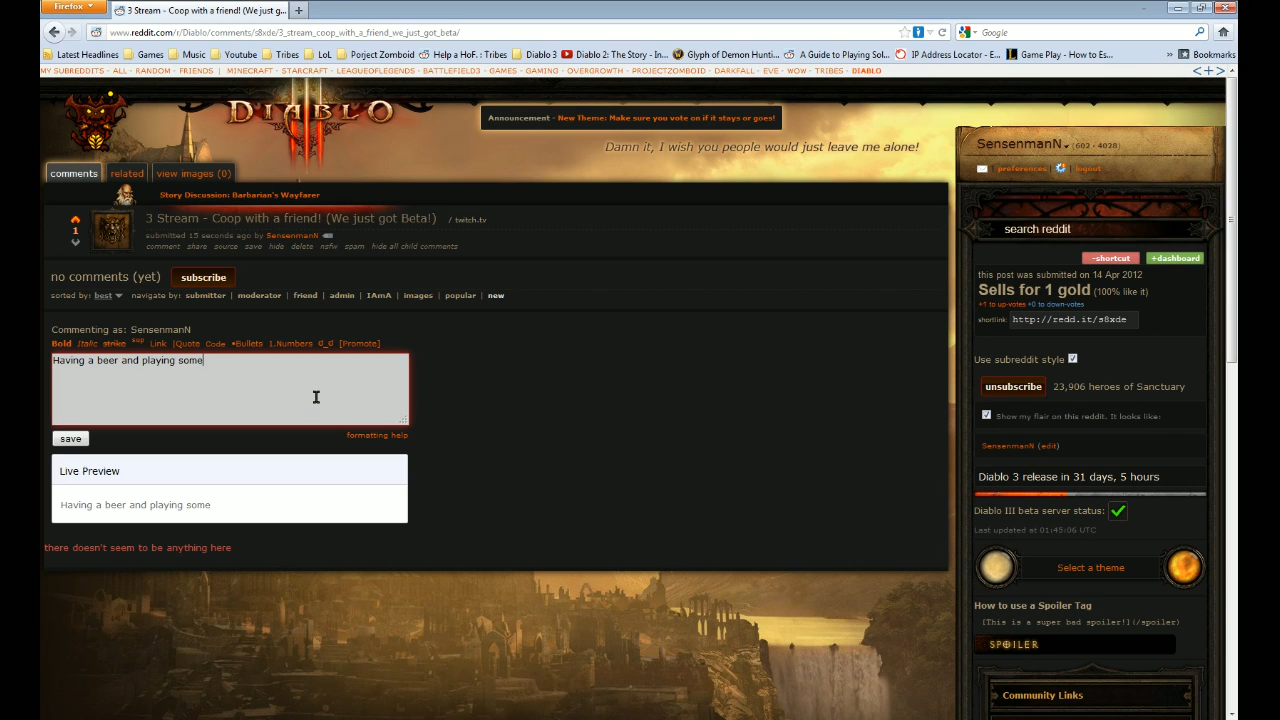 Firefox
3 Stream - Coop with a friend! (We just g...
www.reddit.com/r/Diablo/comments/s8xde/3_stream_coop_with_a_friend_we_just_got_beta/
Google
Latest Headlines Games Music Youtube Tribes LoL Porject Zomboid Help a HoF. : Tribes Diablo 3 Diablo 2: The Story - In... Glyph of Demon-Hunti... A Guide to Playing Sol... IP Address Locator - E... Game Play - How to Es... Bookmarks
MY SUBREDDITS - ALL - RANDOM - FRIENDS | MINECRAFT - STARCRAFT - LEAGUEOFLEGENDS - BATTLEFIELD3 - GAMES - GAMING - OVERGROWTH - PROJECTZOMBOID - DARKFALL - EVE - WOW - TRIBES - DIABLO
DIABLO
Announcement - New Theme: Make sure you vote on if it stays or goes!
Damn it, I wish you people would just leave me alone!
comments related view images (0)
Story Discussion: Barbarian's Wayfarer
1
3 Stream - Coop with a friend! (We just got Beta!) / twitch.tv
submitted 15 seconds ago by SensenmanN
comment share source save hide delete nsfw spam hide all child comments
no comments (yet) subscribe
sorted by: best navigate by: submitter | moderator | friend | admin | IAmA | images | popular | new
Commenting as: SensenmanN
Bold Italic strike sup Link |Quote Code •Bullets 1.Numbers ಠ_ಠ [Promote]
Having a beer and playing some
save formatting help
Live Preview
Having a beer and playing some
there doesn't seem to be anything here
SensenmanN (602 · 4028)
preferences logout
search reddit
-shortcut +dashboard
this post was submitted on 14 Apr 2012
Sells for 1 gold (100% like it)
+1 to up-votes +0 to down-votes
shortlink: http://redd.it/s8xde
Use subreddit style
unsubscribe 23,906 heroes of Sanctuary
Show my flair on this reddit. It looks like:
SensenmanN (edit)
Diablo 3 release in 31 days, 5 hours
Diablo III beta server status:
Last updated at 01:45:06 UTC
Select a theme
How to use a Spoiler Tag
[This is a super bad spoiler!](/spoiler)
SPOILER
Community Links